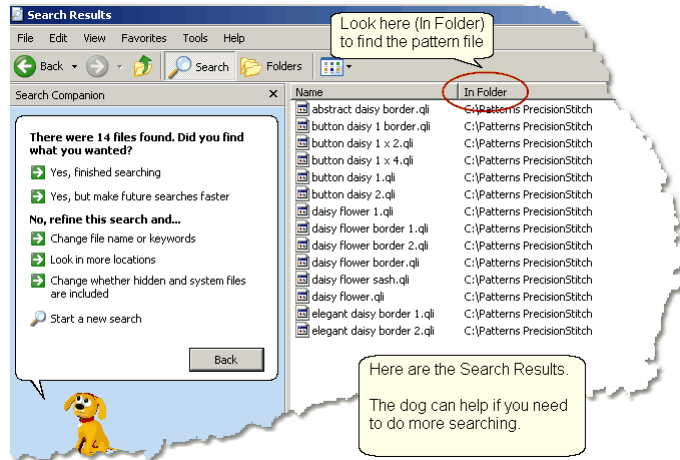 Search Results
Look here (In Folder)
to find the pattern file
File Edit View Favorites Tools Help
Back Search Folders
Search Companion
Name In Folder
There were 14 files found. Did you find
what you wanted?
Yes, finished searching
Yes, but make future searches faster
No, refine this search and...
Change file name or keywords
Look in more locations
Change whether hidden and system files
are included
Start a new search
Back
abstract daisy border.qli C:\Patterns PrecisionStitch
button daisy 1 border.qli C:\Patterns PrecisionStitch
button daisy 1 x 2.qli C:\Patterns PrecisionStitch
button daisy 1 x 4.qli C:\Patterns PrecisionStitch
button daisy 1.qli C:\Patterns PrecisionStitch
button daisy 2.qli C:\Patterns PrecisionStitch
daisy flower 1.qli C:\Patterns PrecisionStitch
daisy flower border 1.qli C:\Patterns PrecisionStitch
daisy flower border 2.qli C:\Patterns PrecisionStitch
daisy flower border.qli C:\Patterns PrecisionStitch
daisy flower sash.qli C:\Patterns PrecisionStitch
daisy flower.qli C:\Patterns PrecisionStitch
elegant daisy border 1.qli C:\Patterns PrecisionStitch
elegant daisy border 2.qli C:\Patterns PrecisionStitch
Here are the Search Results.
The dog can help if you need
to do more searching.